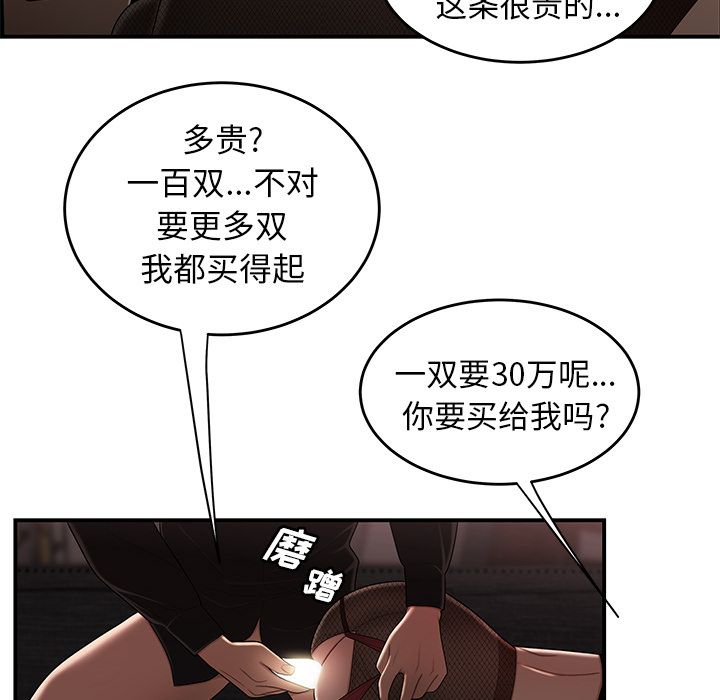 这条很贵的...
多贵?
一百双...不对
要更多双
我都买得起
一双要30万呢...
你要买给我吗?
磨
蹭